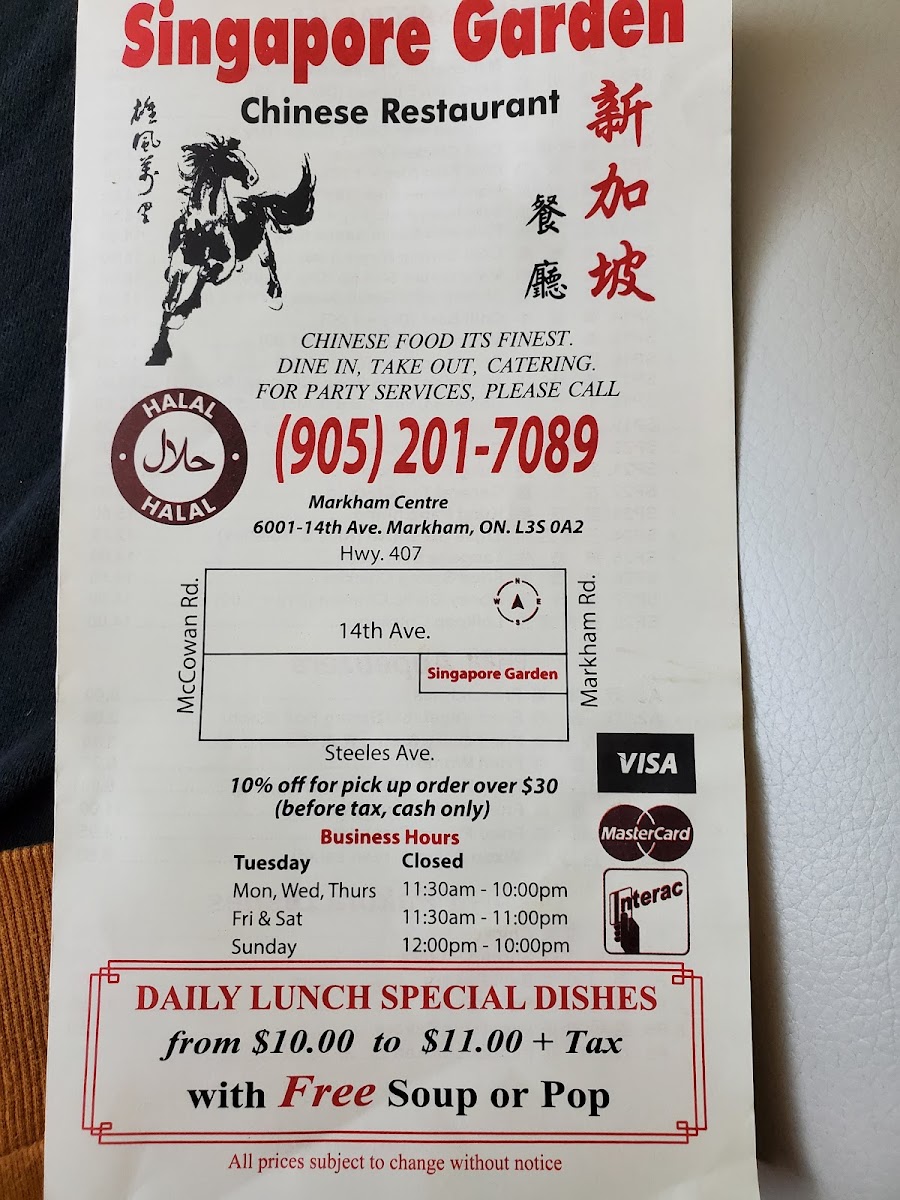 Singapore Garden
Chinese Restaurant
雄風萬里
新加坡
餐廳
CHINESE FOOD ITS FINEST.
DINE IN, TAKE OUT, CATERING.
FOR PARTY SERVICES, PLEASE CALL
HALAL
حلال
HALAL
(905) 201-7089
Markham Centre
6001-14th Ave. Markham, ON. L3S 0A2
Hwy. 407
McCowan Rd.
N
W E
S
14th Ave.
Markham Rd.
Singapore Garden
Steeles Ave.
VISA
10% off for pick up order over $30
(before tax, cash only)
MasterCard
Business Hours
Tuesday Closed
Mon, Wed, Thurs 11:30am - 10:00pm
Interac
Fri & Sat 11:30am - 11:00pm
Sunday 12:00pm - 10:00pm
DAILY LUNCH SPECIAL DISHES
from $10.00 to $11.00 + Tax
with Free Soup or Pop
All prices subject to change without notice